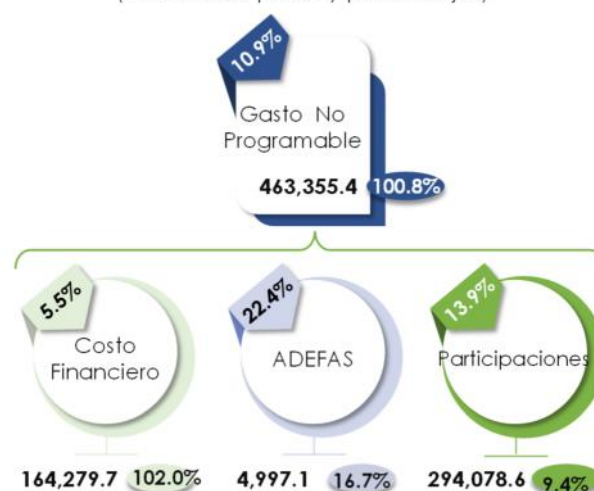 10.9%
Gasto No
Programable
463,355.4 100.8%
5.5% 22.4% 13.9%
Costo
Financiero
ADEFAS
Participaciones
164,279.7 102.0% 4,997.1 16.7% 294,078.6 9.4%